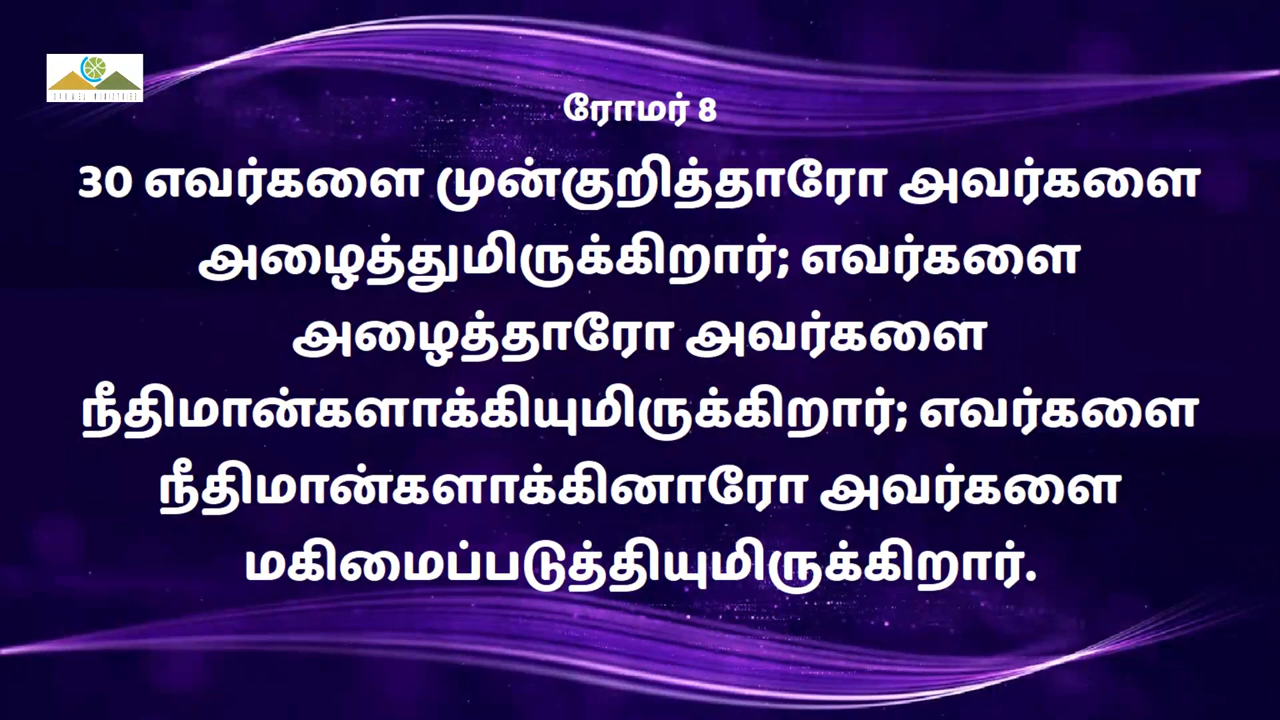 ரோமர் 8
30 எவர்களை முன்குறித்தாரோ அவர்களை
அழைத்துமிருக்கிறார்; எவர்களை
அழைத்தாரோ அவர்களை
நீதிமான்களாக்கியுமிருக்கிறார்; எவர்களை
நீதிமான்களாக்கினாரோ அவர்களை
மகிமைப்படுத்தியுமிருக்கிறார்.